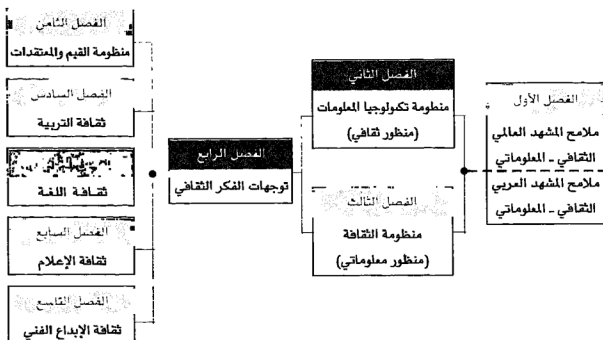 الفصل الأول
ملامح المشهد العالمي
الثقافي ـ المعلوماتي
ملامح المشهد العربي
الثقافي ـ المعلوماتي
الفصل الثاني
منظومة تكنولوجيا المعلومات
(منظور ثقافي)
الفصل الثالث
منظومة الثقافة
(منظور معلوماتي)
الفصل الرابع
توجهات الفكر الثقافي
الفصل الثامن
منظومة القيم والمعتقدات
الفصل السادس
ثقافة التربية
ثقافة اللغة
الفصل السابع
ثقافة الإعلام
الفصل التاسع
ثقافة الإبداع الفني